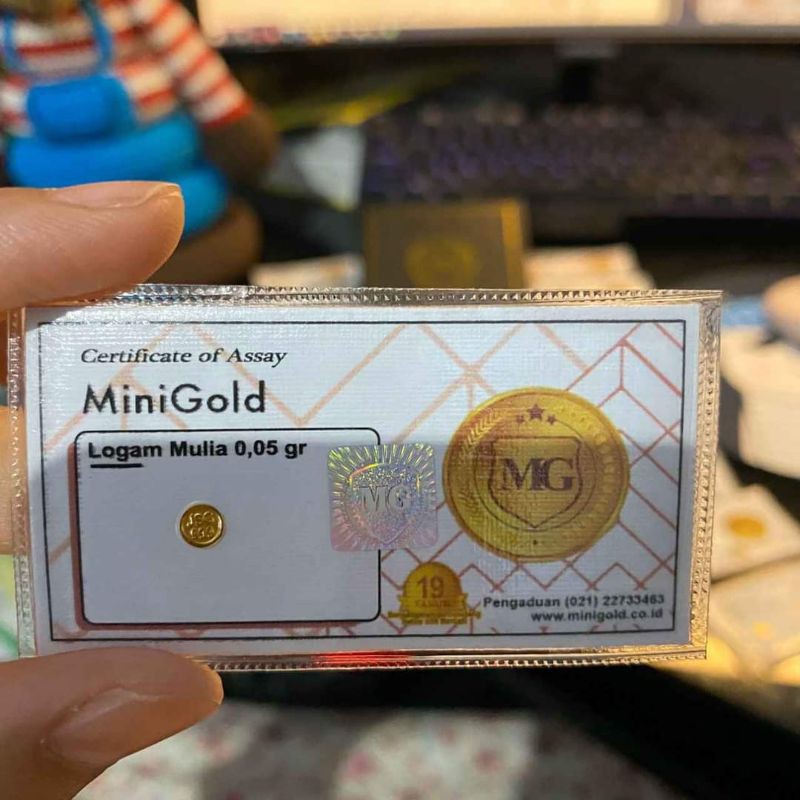 Certificate of Assay
MiniGold
Logam Mulia 0,05 gr
MG
MG
19
TAHUN
Pengaduan (021) 22733463
www.minigold.co.id